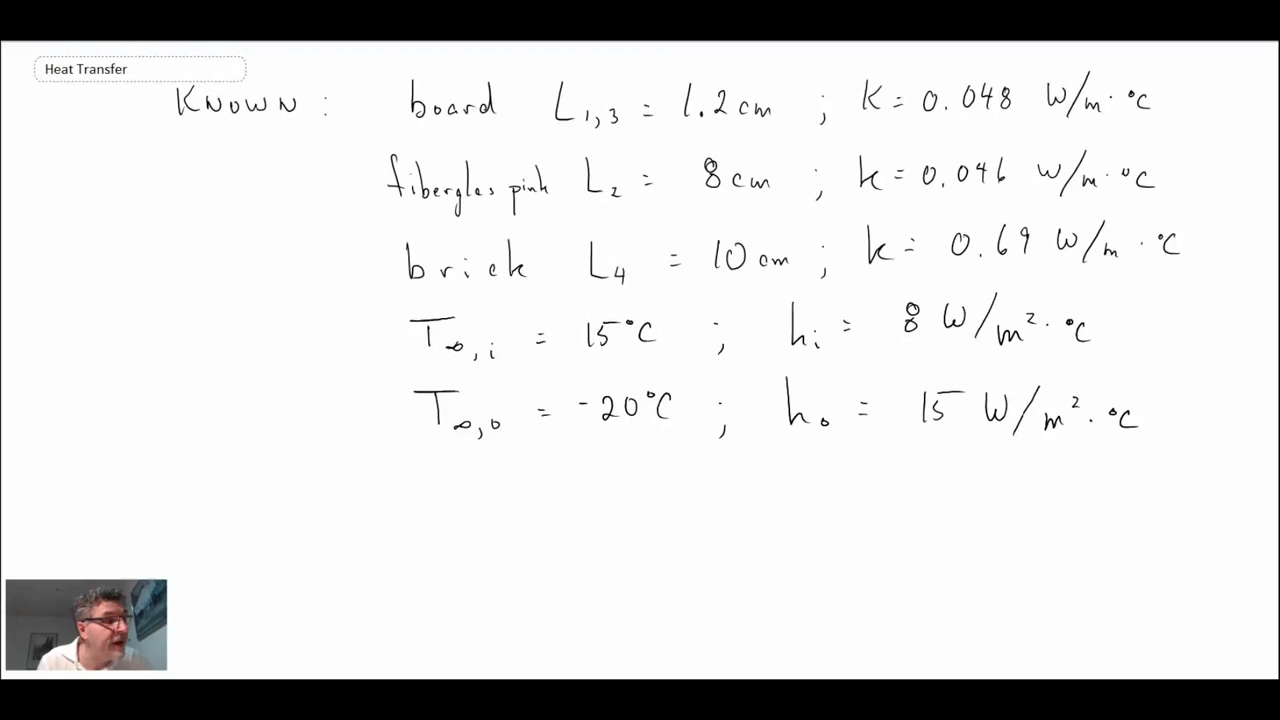 Heat Transfer
KNOWN : board L1,3 = 1.2 cm ; K = 0.048 W/m·°C
fiberglas pink L2 = 8 cm ; k = 0.046 W/m·°C
brick L4 = 10 cm ; k = 0.69 W/m·°C
T∞,i = 15°C ; hi = 8 W/m²·°C
T∞,o = -20°C ; ho = 15 W/m²·°C